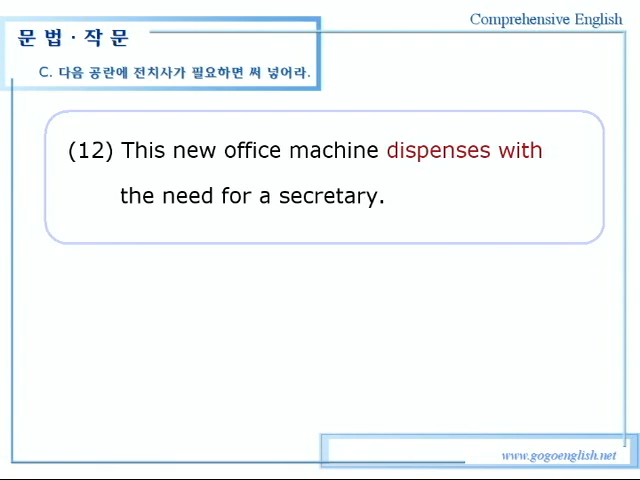 Comprehensive English
문 법 · 작 문
C. 다음 공란에 전치사가 필요하면 써 넣어라.
(12) This new office machine dispenses with
the need for a secretary.
www.gogoenglish.net